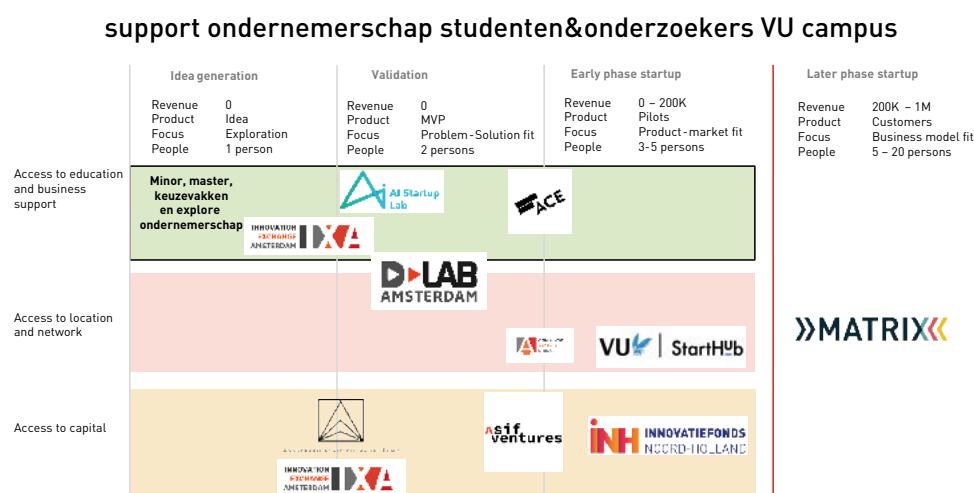 support ondernemerschap studenten&onderzoekers VU campus
Idea generation
Revenue 0
Product Idea
Focus Exploration
People 1 person
Validation
Revenue 0
Product MVP
Focus Problem-Solution fit
People 2 persons
Early phase startup
Revenue 0 – 200K
Product Pilots
Focus Product-market fit
People 3-5 persons
Later phase startup
Revenue 200K – 1M
Product Customers
Focus Business model fit
People 5 – 20 persons
Access to education
and business
support
Minor, master,
keuzevakken
en explore
ondernemerschap
INNOVATION
EXCHANGE
AMSTERDAM
IXA
AI Startup
Lab
ACE
D LAB
AMSTERDAM
Access to location
and network
VU StartHub
MATRIX
Access to capital
INNOVATION
EXCHANGE
AMSTERDAM
IXA
Asif
ventures
iNH INNOVATIEFONDS
NOORD-HOLLAND